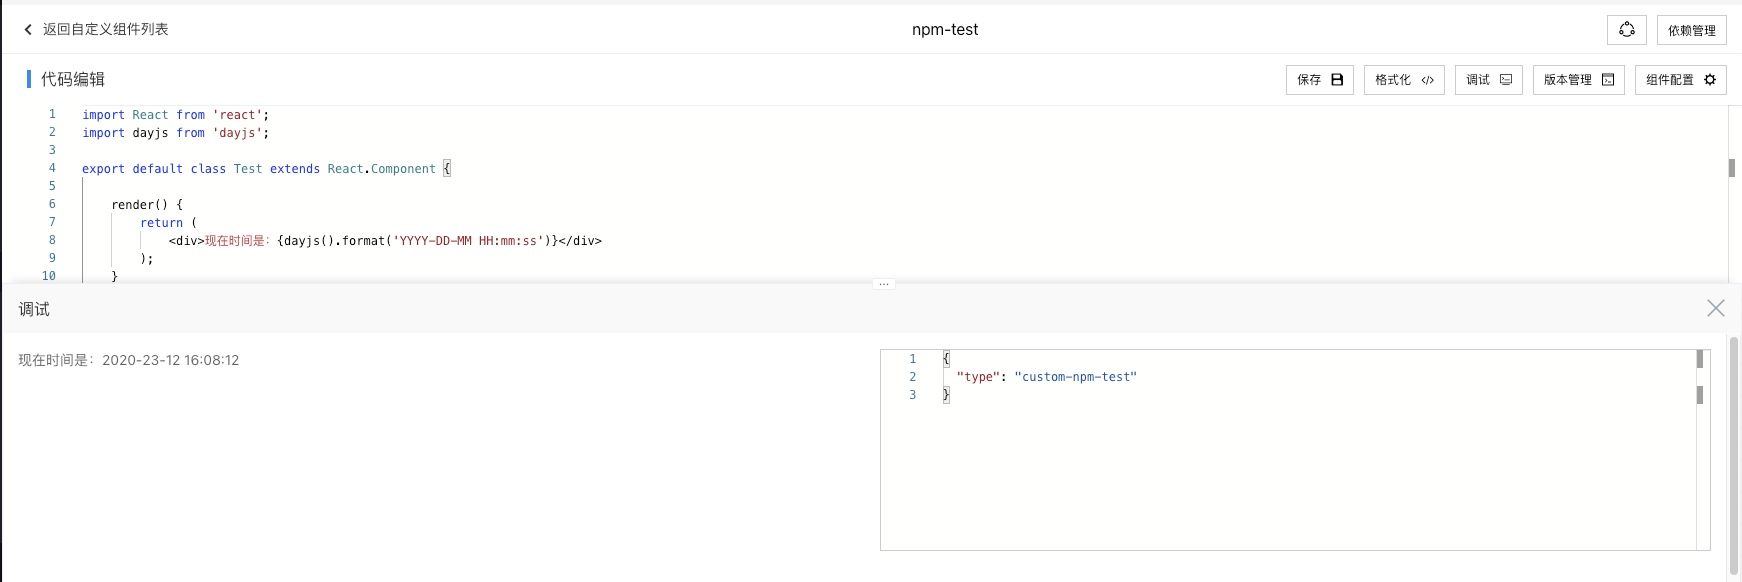 返回自定义组件列表
npm-test
依赖管理
代码编辑
保存
格式化
调试
版本管理
组件配置
1 import React from 'react';
2 import dayjs from 'dayjs';
3
4 export default class Test extends React.Component {
5
6 render() {
7 return (
8 <div>现在时间是：{dayjs().format('YYYY-DD-MM HH:mm:ss')}</div>
9 );
10 }
...
调试
现在时间是：2020-23-12 16:08:12
1 {
2 "type": "custom-npm-test"
3 }